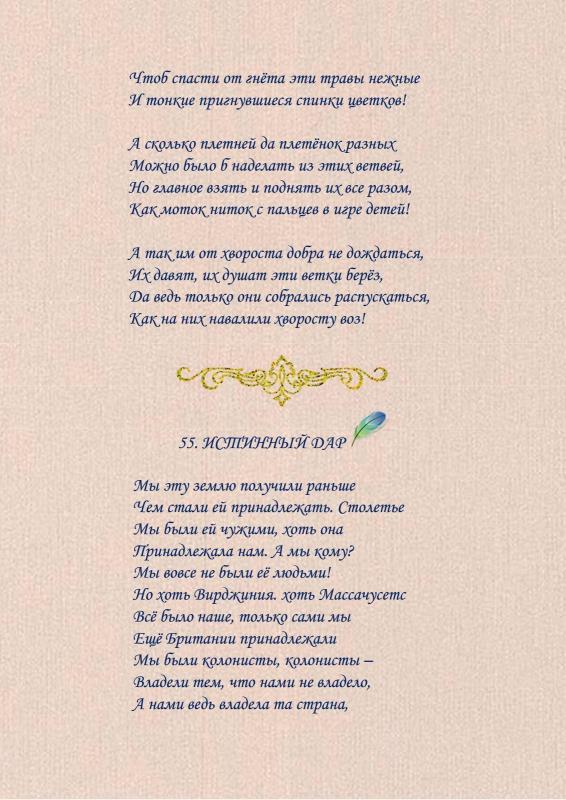 Чтоб спасти от гнёта эти травы нежные
И тонкие пригнувшиеся спинки цветков!
А сколько плетней да плетёнок разных
Можно было б наделать из этих ветвей,
Но главное взять и поднять их все разом,
Как моток ниток с пальцев в игре детей!
А так им от хвороста добра не дождаться,
Их давят, их душат эти ветки берёз,
Да ведь только они собрались распускаться,
Как на них навалили хворосту воз!
55. ИСТИННЫЙ ДАР
Мы эту землю получили раньше
Чем стали ей принадлежать. Столетье
Мы были ей чужими, хоть она
Принадлежала нам. А мы кому?
Мы вовсе не были её людьми!
Но хоть Вирджиния. хоть Массачусетс
Всё было наше, только сами мы
Ещё Британии принадлежали
Мы были колонисты, колонисты –
Владели тем, что нами не владело,
А нами ведь владела та страна,